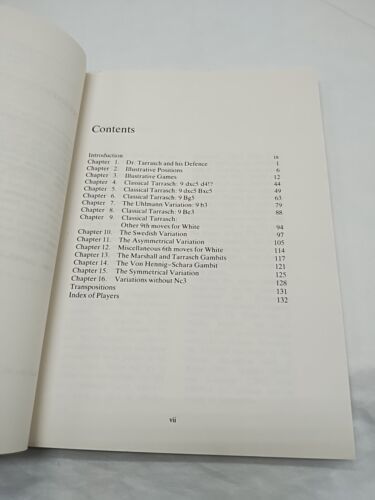 Contents
Introduction ix
Chapter 1. Dr. Tarrasch and his Defence 1
Chapter 2. Illustrative Positions 6
Chapter 3. Illustrative Games 12
Chapter 4. Classical Tarrasch: 9 dxc5 d4!? 44
Chapter 5. Classical Tarrasch: 9 dxc5 Bxc5 49
Chapter 6. Classical Tarrasch: 9 Bg5 63
Chapter 7. The Uhlmann Variation: 9 b3 79
Chapter 8. Classical Tarrasch: 9 Be3 88
Chapter 9. Classical Tarrasch:
Other 9th moves for White 94
Chapter 10. The Swedish Variation 97
Chapter 11. The Asymetrical Variation 105
Chapter 12. Miscellaneous 6th moves for White 114
Chapter 13. The Marshall and Tarrasch Gambits 117
Chapter 14. The Von Hennig–Schara Gambit 121
Chapter 15. The Symmetrical Variation 125
Chapter 16. Variations without Nc3 128
Transpositions 131
Index of Players 132
vii